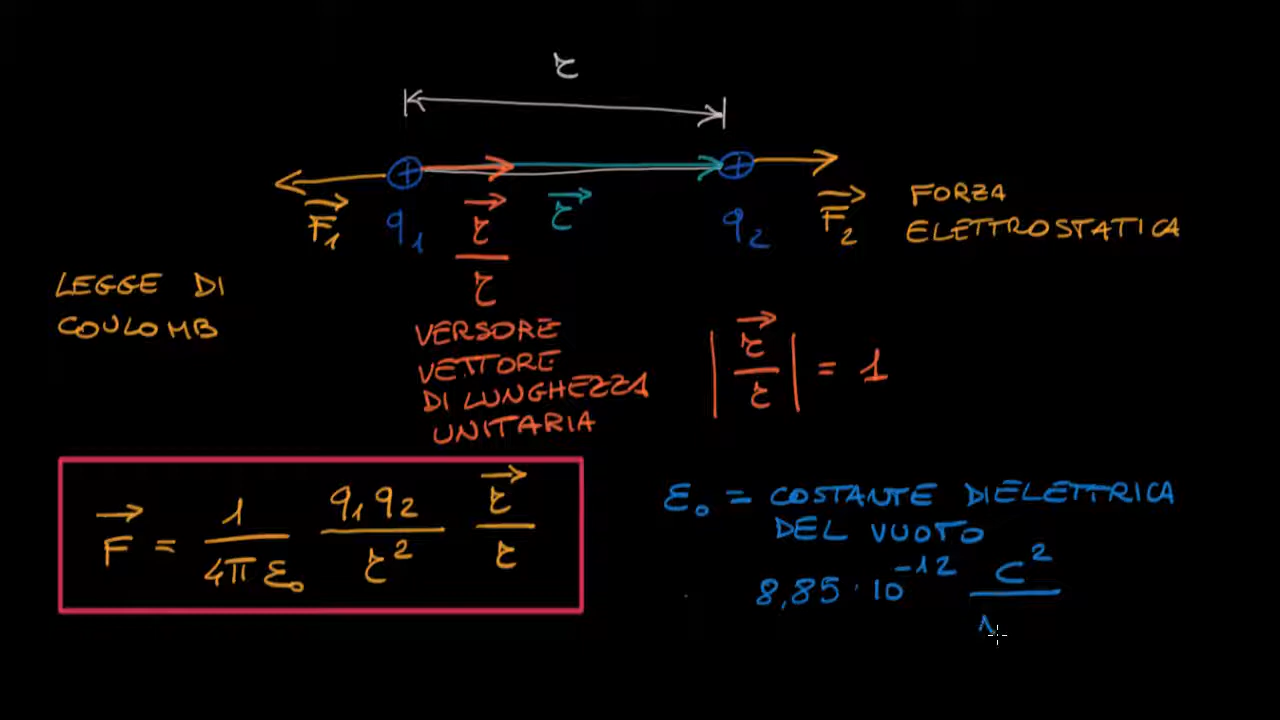 r
F₁ q₁ r/r r q₂ F₂
FORZA
ELETTROSTATICA
LEGGE DI
COULOMB
VERSORE
VETTORE
DI LUNGHEZZA
UNITARIA
|r/r| = 1
F = 1/4πε₀ q₁q₂/r² r/r
ε₀ = COSTANTE DIELETTRICA
DEL VUOTO
8,85·10⁻¹² C²